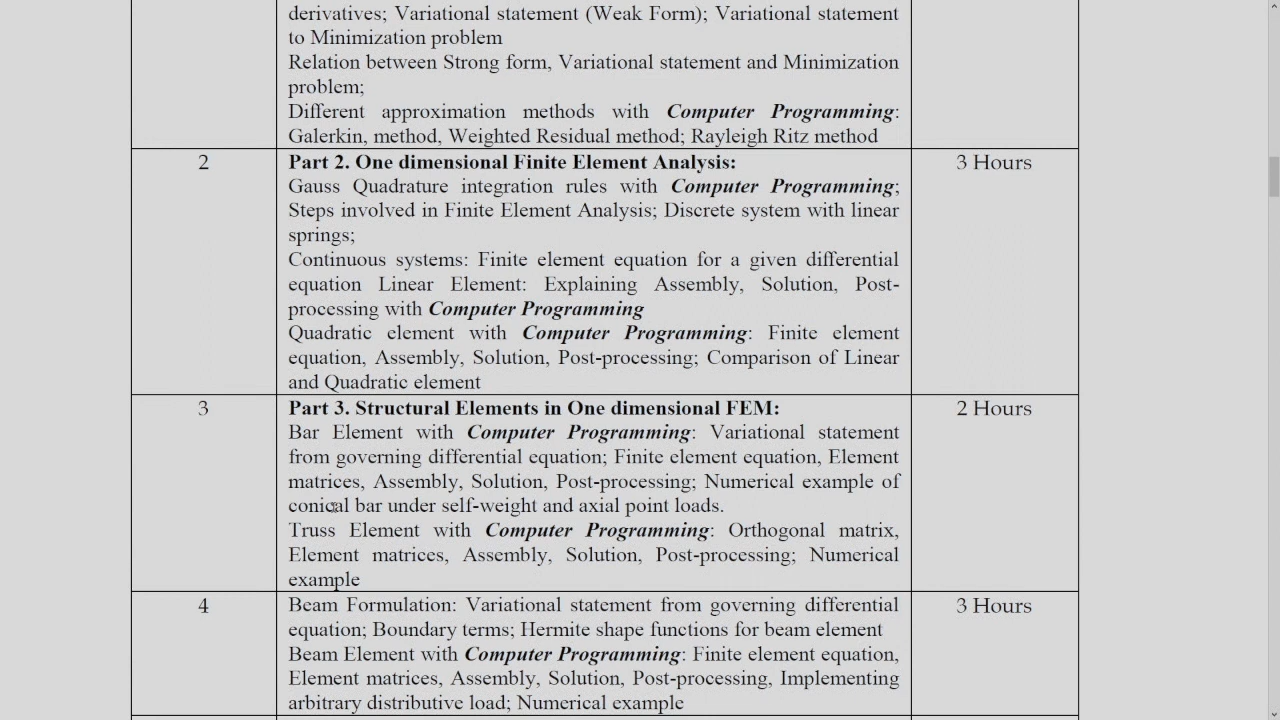 derivatives; Variational statement (Weak Form); Variational statement
to Minimization problem
Relation between Strong form, Variational statement and Minimization
problem;
Different approximation methods with Computer Programming:
Galerkin, method, Weighted Residual method; Rayleigh Ritz method
2
Part 2. One dimensional Finite Element Analysis:
3 Hours
Gauss Quadrature integration rules with Computer Programming;
Steps involved in Finite Element Analysis; Discrete system with linear
springs;
Continuous systems: Finite element equation for a given differential
equation Linear Element: Explaining Assembly, Solution, Post-
processing with Computer Programming
Quadratic element with Computer Programming: Finite element
equation, Assembly, Solution, Post-processing; Comparison of Linear
and Quadratic element
3
Part 3. Structural Elements in One dimensional FEM:
2 Hours
Bar Element with Computer Programming: Variational statement
from governing differential equation; Finite element equation, Element
matrices, Assembly, Solution, Post-processing; Numerical example of
conical bar under self-weight and axial point loads.
Truss Element with Computer Programming: Orthogonal matrix,
Element matrices, Assembly, Solution, Post-processing; Numerical
example
4
Beam Formulation: Variational statement from governing differential
3 Hours
equation; Boundary terms; Hermite shape functions for beam element
Beam Element with Computer Programming: Finite element equation,
Element matrices, Assembly, Solution, Post-processing, Implementing
arbitrary distributive load; Numerical example